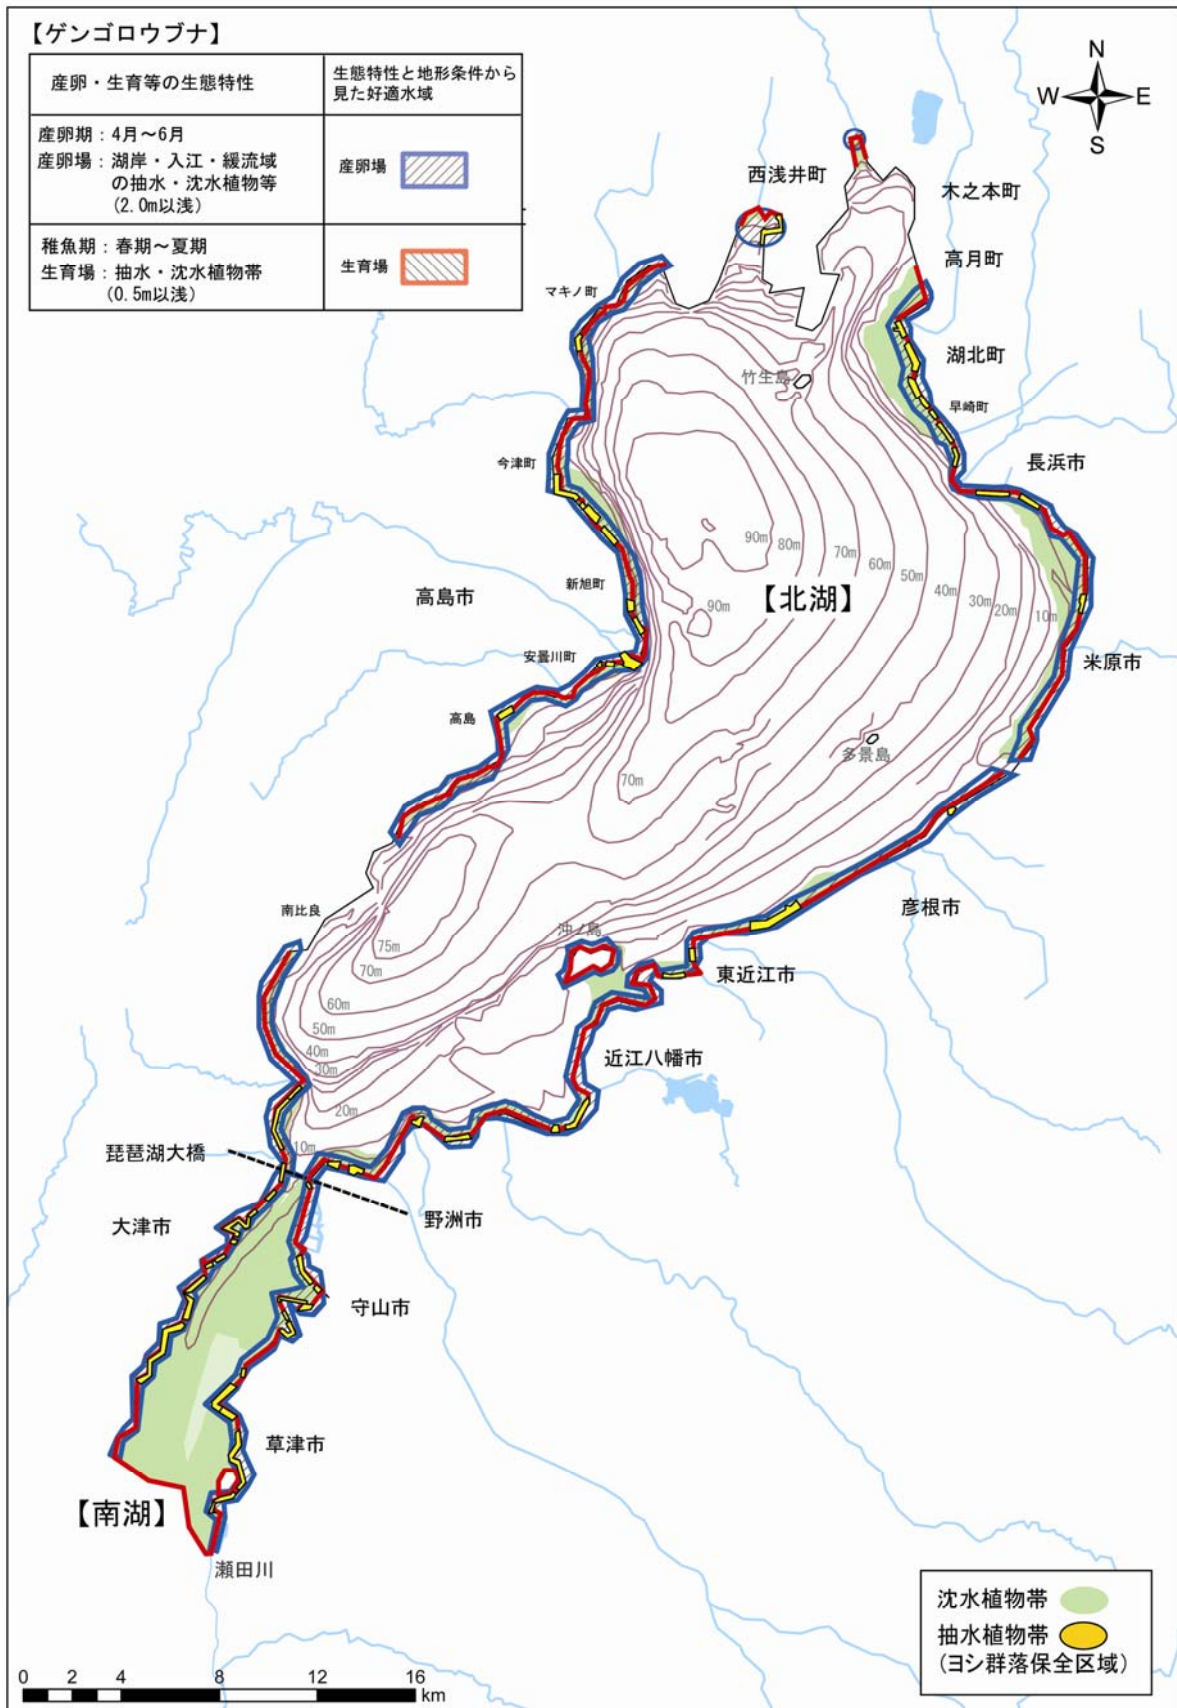 【ゲンゴロウブナ】
産卵・生育等の生態特性
生態特性と地形条件から
見た好適水域
産卵期：4月～6月
産卵場：湖岸・入江・緩流域
の抽水・沈水植物等
(2.0m以浅)
産卵場
稚魚期：春期～夏期
生育場：抽水・沈水植物帯
(0.5m以浅)
生育場
N
W
E
S
西浅井町
木之本町
高月町
マキノ町
湖北町
竹生島
早崎町
今津町
長浜市
90m
80m
70m
60m
50m
40m
30m
20m
10m
新旭町
高島市
90m
【北湖】
安曇川町
米原市
高島
多景島
70m
彦根市
南比良
沖ノ島
75m
70m
東近江市
60m
50m
40m
30m
近江八幡市
20m
10m
琵琶湖大橋
大津市
野洲市
守山市
草津市
【南湖】
瀬田川
沈水植物帯
抽水植物帯
(ヨシ群落保全区域)
0 2 4 8 12 16
km